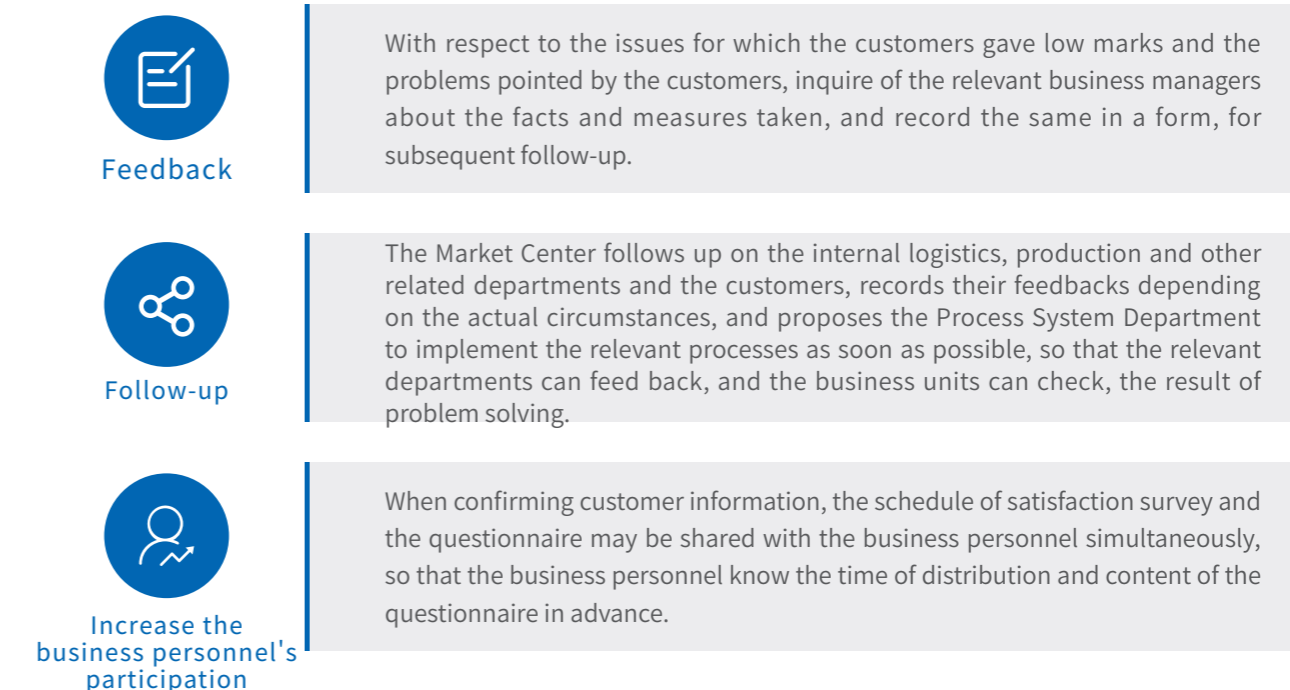 With respect to the issues for which the customers gave low marks and the
problems pointed by the customers, inquire of the relevant business managers
about the facts and measures taken, and record the same in a form, for
subsequent follow-up.
Feedback
The Market Center follows up on the internal logistics, production and other
related departments and the customers, records their feedbacks depending
on the actual circumstances, and proposes the Process System Department
to implement the relevant processes as soon as possible, so that the relevant
departments can feed back, and the business units can check, the result of
problem solving.
Follow-up
When confirming customer information, the schedule of satisfaction survey and
the questionnaire may be shared with the business personnel simultaneously,
so that the business personnel know the time of distribution and content of the
questionnaire in advance.
Increase the
business personnel's
participation